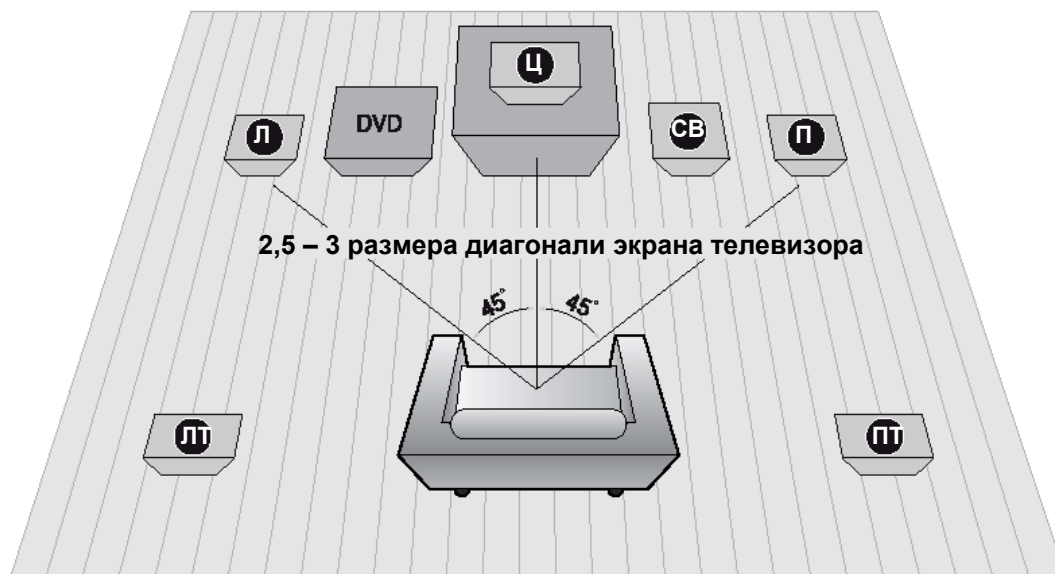 Ц
Л
DVD
СВ
П
2,5 – 3 размера диагонали экрана телевизора
45° 45°
ЛТ
ПТ